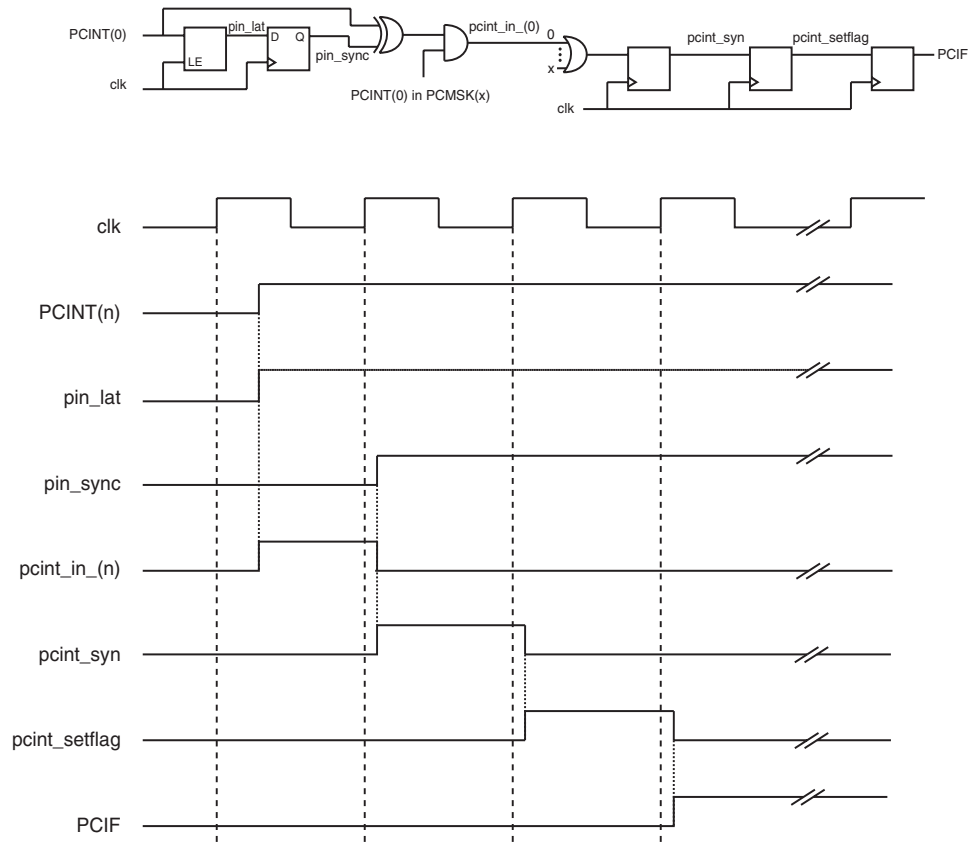 PCINT(0)
pin_lat
D Q
LE
pin_sync
clk
pcint_in_(0)
0
x
PCINT(0) in PCMSK(x)
clk
pcint_syn
pcint_setflag
PCIF
clk
PCINT(n)
pin_lat
pin_sync
pcint_in_(n)
pcint_syn
pcint_setflag
PCIF